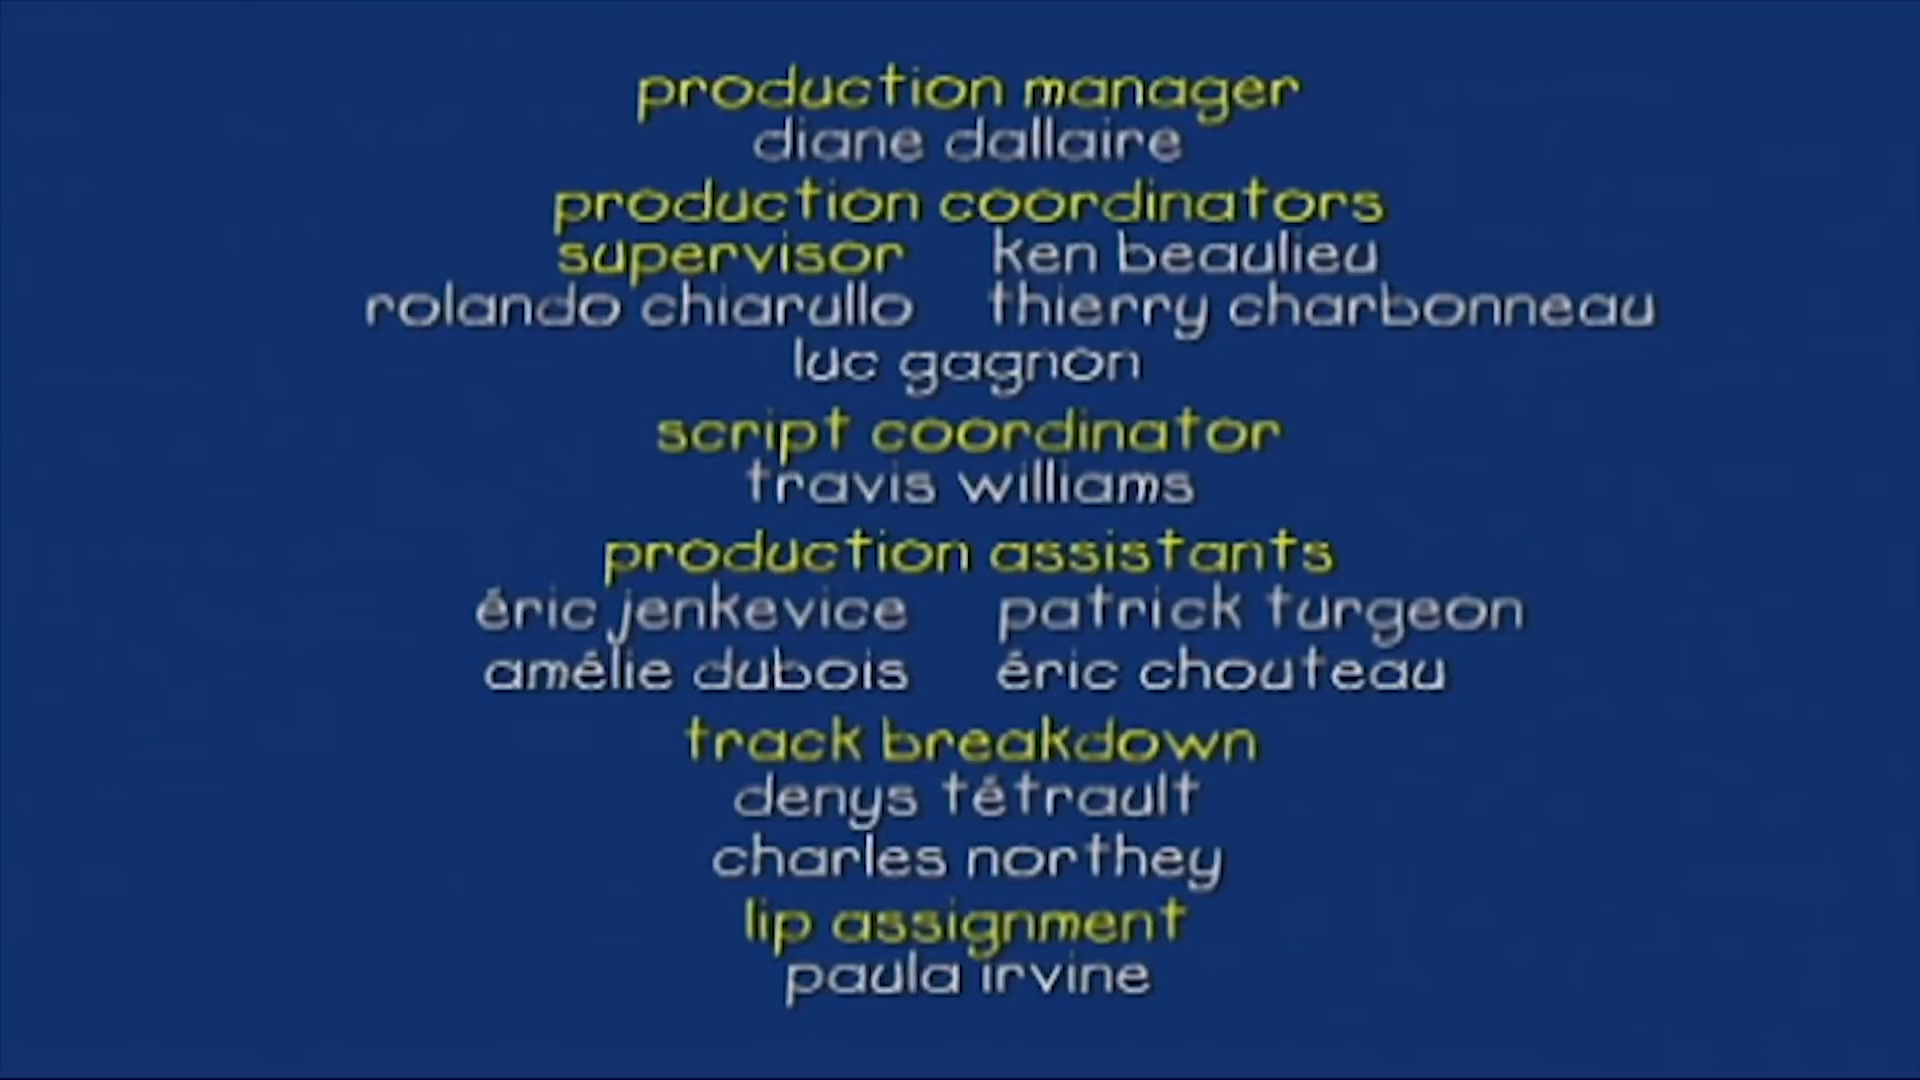 production manager
diane dallaire
production coordinators
supervisor ken beaulieu
rolando chiarullo thierry charbonneau
luc gagnon
script coordinator
travis williams
production assistants
éric jenkevice patrick turgeon
amélie dubois éric chouteau
track breakdown
denys tétrault
charles northey
lip assignment
paula irvine